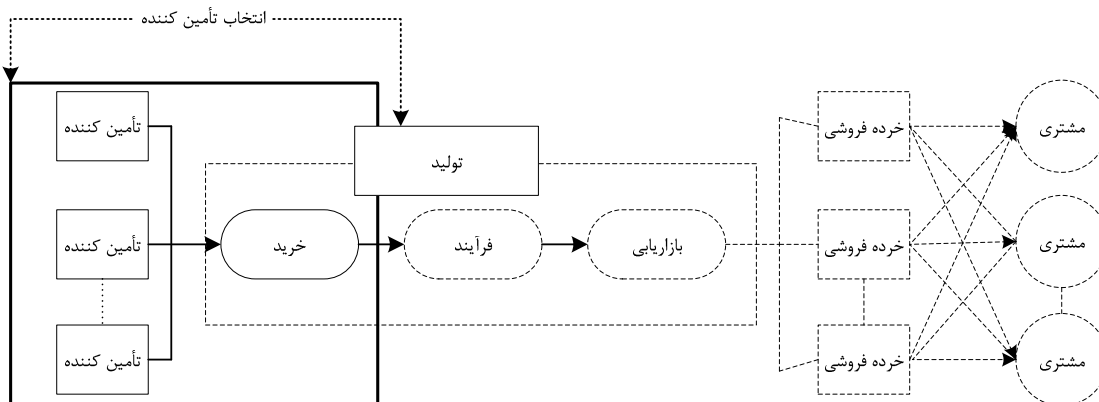 انتخاب تأمین کننده
تأمین کننده
تولید
خرده فروشی
مشتری
تأمین کننده
خرید
فرآیند
بازاریابی
خرده فروشی
مشتری
تأمین کننده
خرده فروشی
مشتری